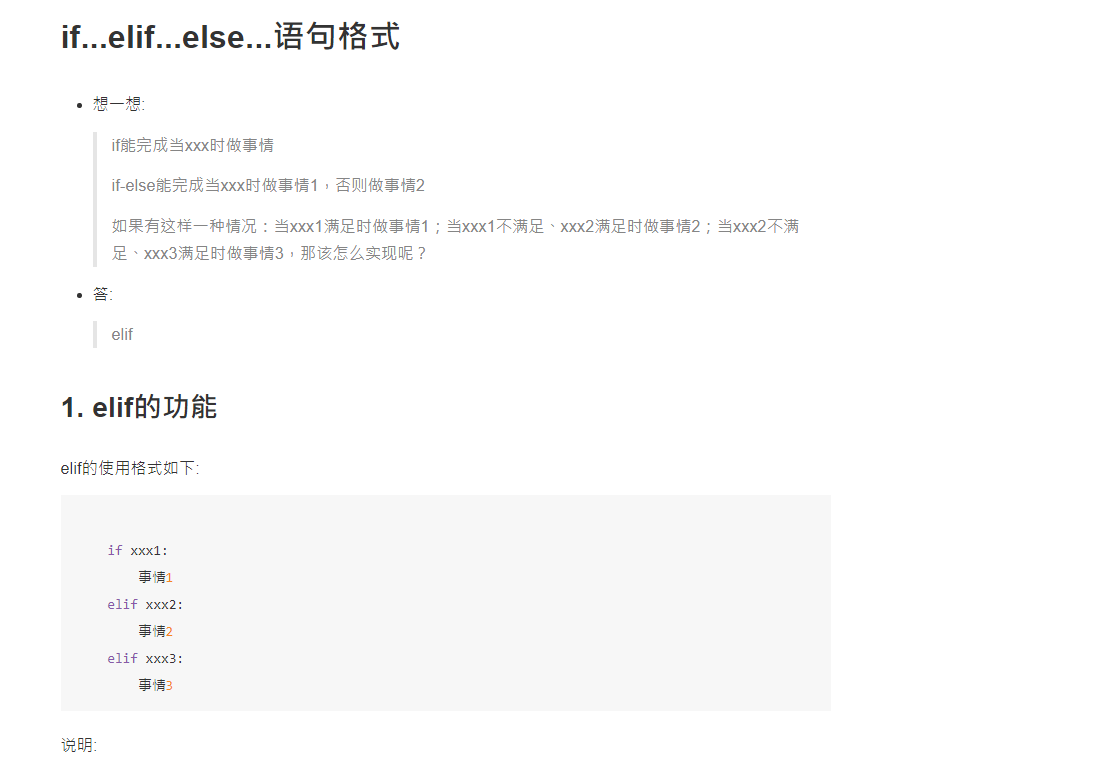 if...elif...else...语句格式
想一想:
if能完成当xxx时做事情
if-else能完成当xxx时做事情1，否则做事情2
如果有这样一种情况：当xxx1满足时做事情1；当xxx1不满足、xxx2满足时做事情2；当xxx2不满
足、xxx3满足时做事情3，那该怎么实现呢？
答:
elif
1. elif的功能
elif的使用格式如下:
if xxx1:
事情1
elif xxx2:
事情2
elif xxx3:
事情3
说明: